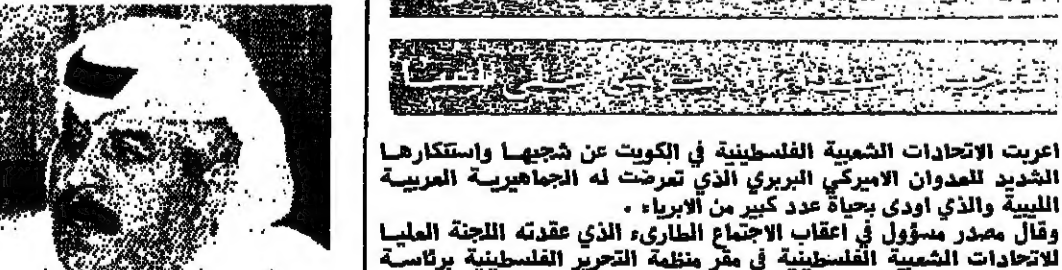 اعربت الاتحادات الشعبية الفلسطينية في الكويت عن شجبها واستنكارها
الشديد للعدوان الاميركي البربري الذي تعرضت له الجماهيرية العربية
الليبية والذي اودى بحياة عدد كبير من الابرياء .
وقال مصدر مسؤول في اعقاب الاجتماع الطارىء الذي عقدته اللجنة العليا
للاتحادات الشعبية الفلسطينية في مقر منظمة التحرير الفلسطينية برئاسة